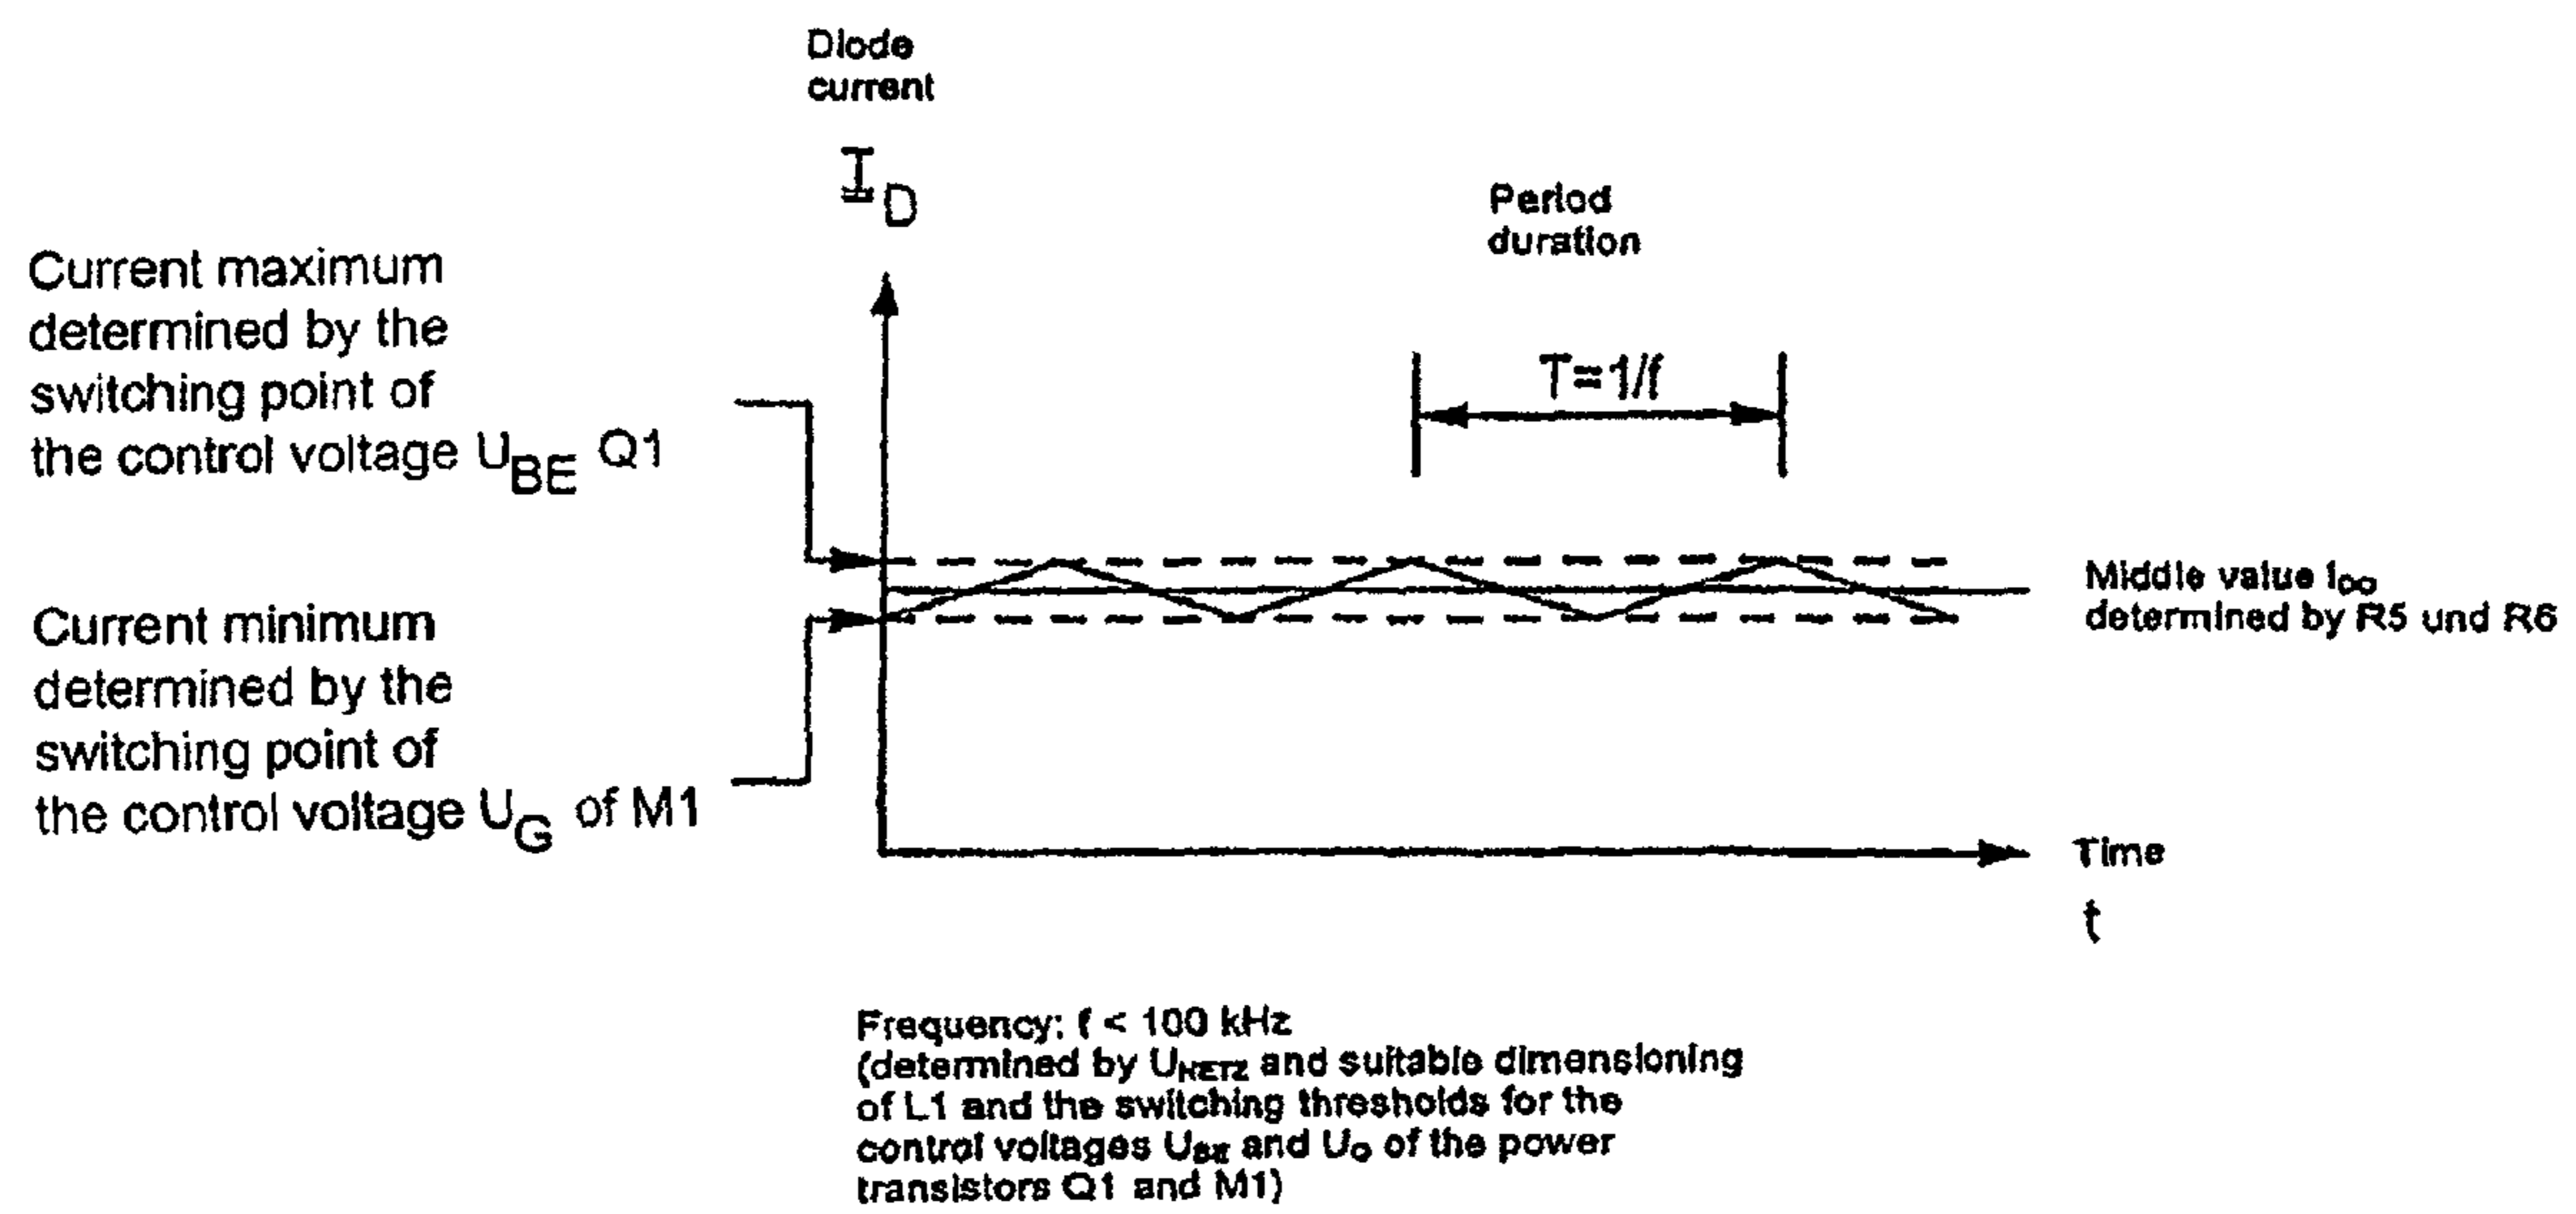 Diode
current
I_D
Period
duration
T=1/f
Current maximum
determined by the
switching point of
the control voltage U_BE Q1
Current minimum
determined by the
switching point of
the control voltage U_G of M1
Middle value
determined by R5 und R6
Time
t
Frequency: f < 100 kHz
(determined by U_NETZ and suitable dimensioning
of L1 and the switching thresholds for the
control voltages U_BE and U_G of the power
transistors Q1 and M1)